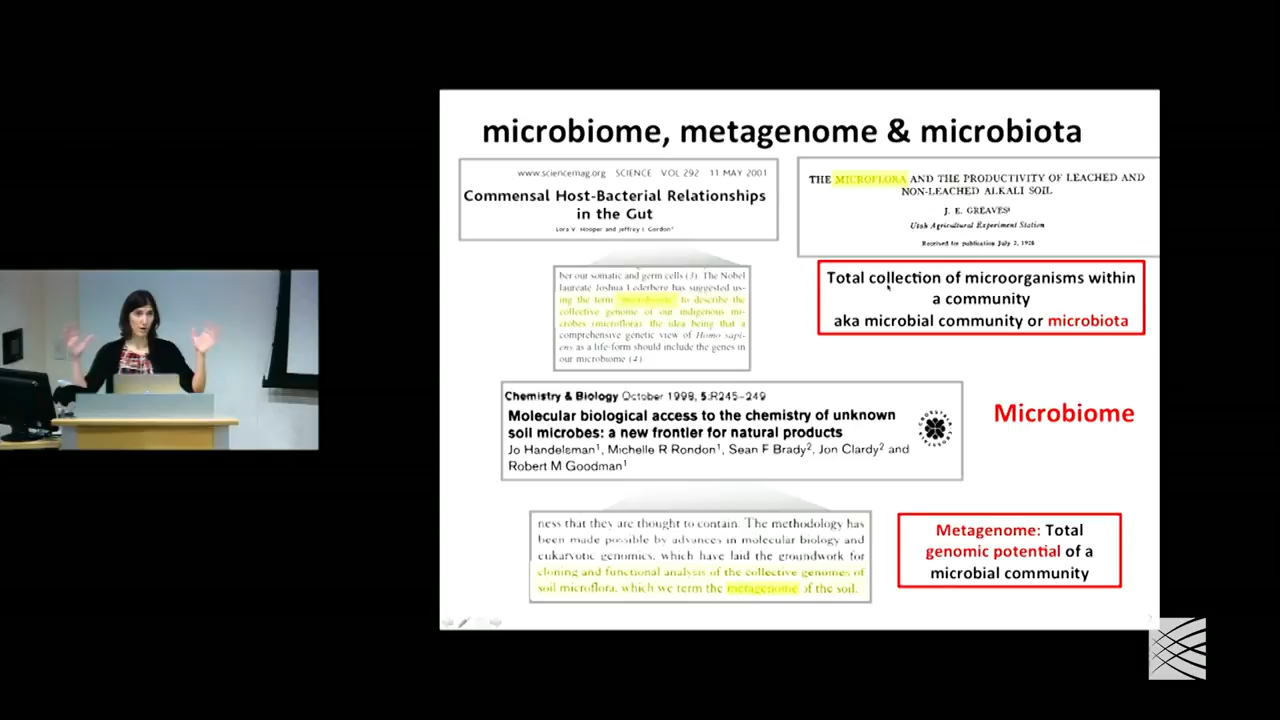 microbiome, metagenome & microbiota
www.sciencemag.org SCIENCE VOL 292 11 MAY 2001
Commensal Host-Bacterial Relationships
in the Gut
Lora V. Hooper and Jeffrey I. Gordon*
THE MICROFLORA AND THE PRODUCTIVITY OF LEACHED AND
NON-LEACHED ALKALI SOIL
J. E. GREAVES
Utah Agricultural Experiment Station
Received for publication July 2,
ber our somatic and germ cells (3). The Nobel
laureate Joshua Lederberg has suggested us-
ing the term "microbiome" to describe the
collective genome of our indigenous mi-
crobes (microflora), the idea being that a
comprehensive genetic view of Homo sapi-
ens as a life-form should include the genes in
our microbiome (4).
Total collection of microorganisms within
a community
aka microbial community or microbiota
Chemistry & Biology October 1998, 5:R245–249
Molecular biological access to the chemistry of unknown
soil microbes: a new frontier for natural products
Jo Handelsman1, Michelle R Rondon1, Sean F Brady2, Jon Clardy2 and
Robert M Goodman1
Microbiome
ness that they are thought to contain. The methodology has
been made possible by advances in molecular biology and
eukaryotic genomics, which have laid the groundwork for
cloning and functional analysis of the collective genomes of
soil microflora, which we term the metagenome of the soil.
Metagenome: Total
genomic potential of a
microbial community